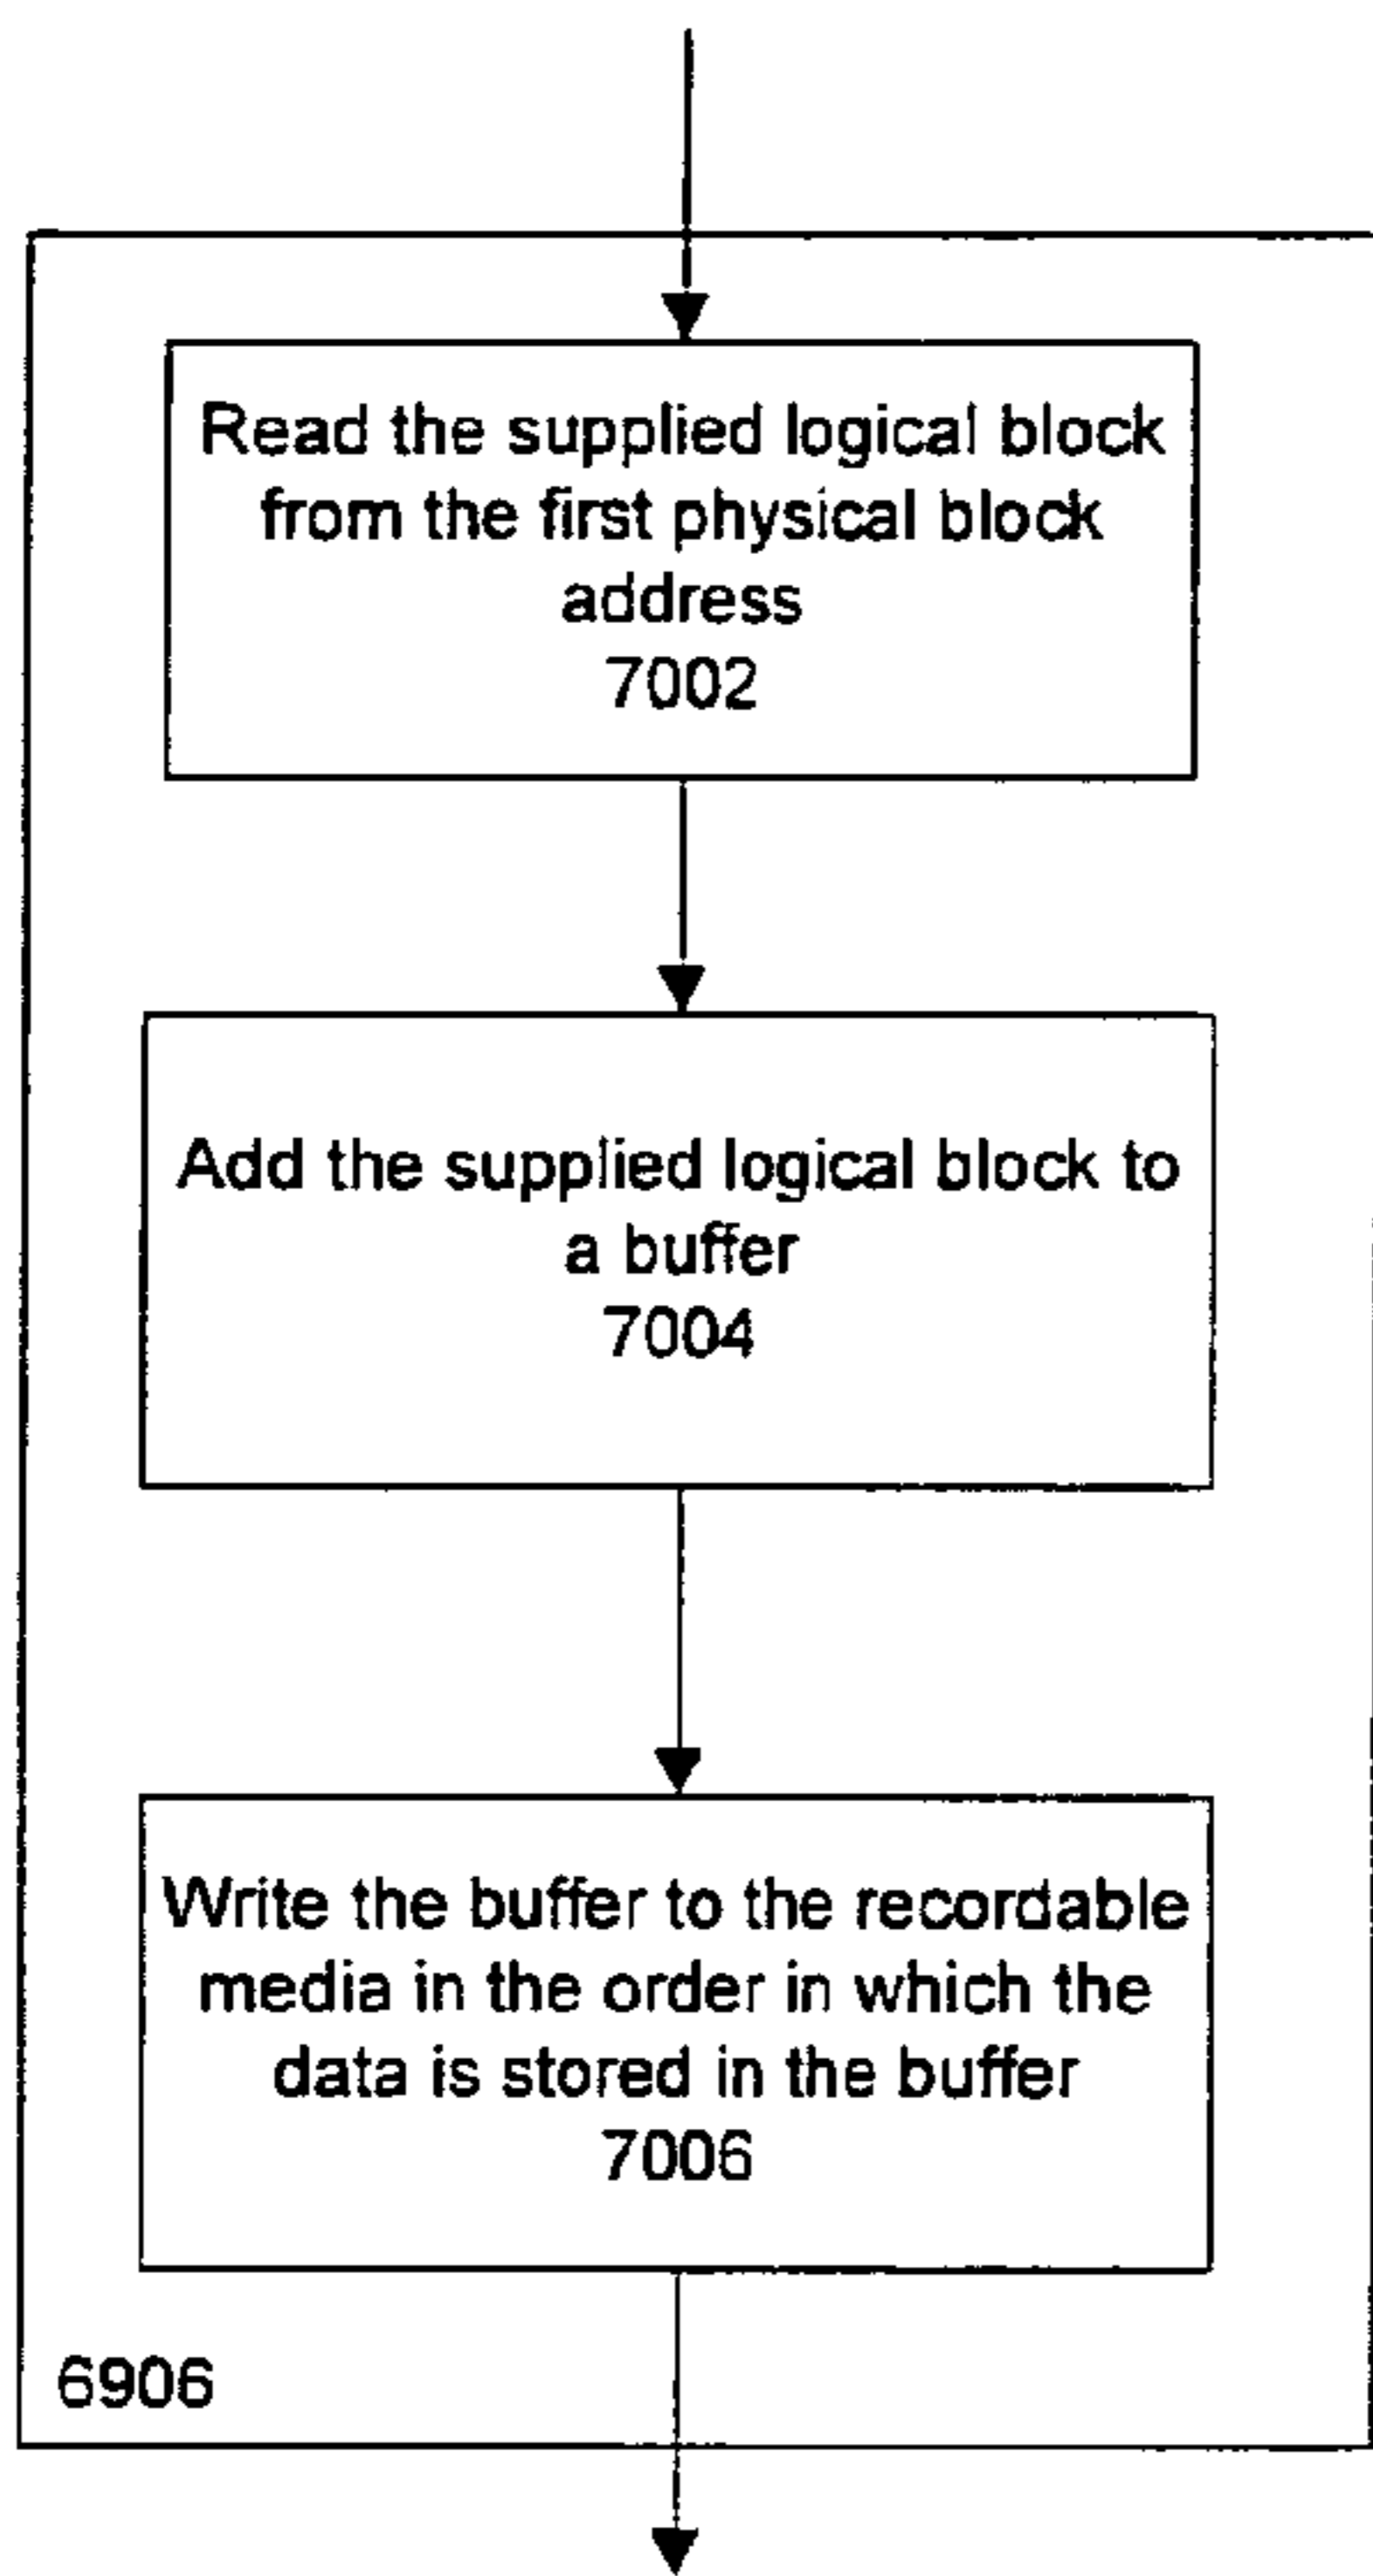 Read the supplied logical block
from the first physical block
address
7002
Add the supplied logical block to
a buffer
7004
Write the buffer to the recordable
media in the order in which the
data is stored in the buffer
7006
6906